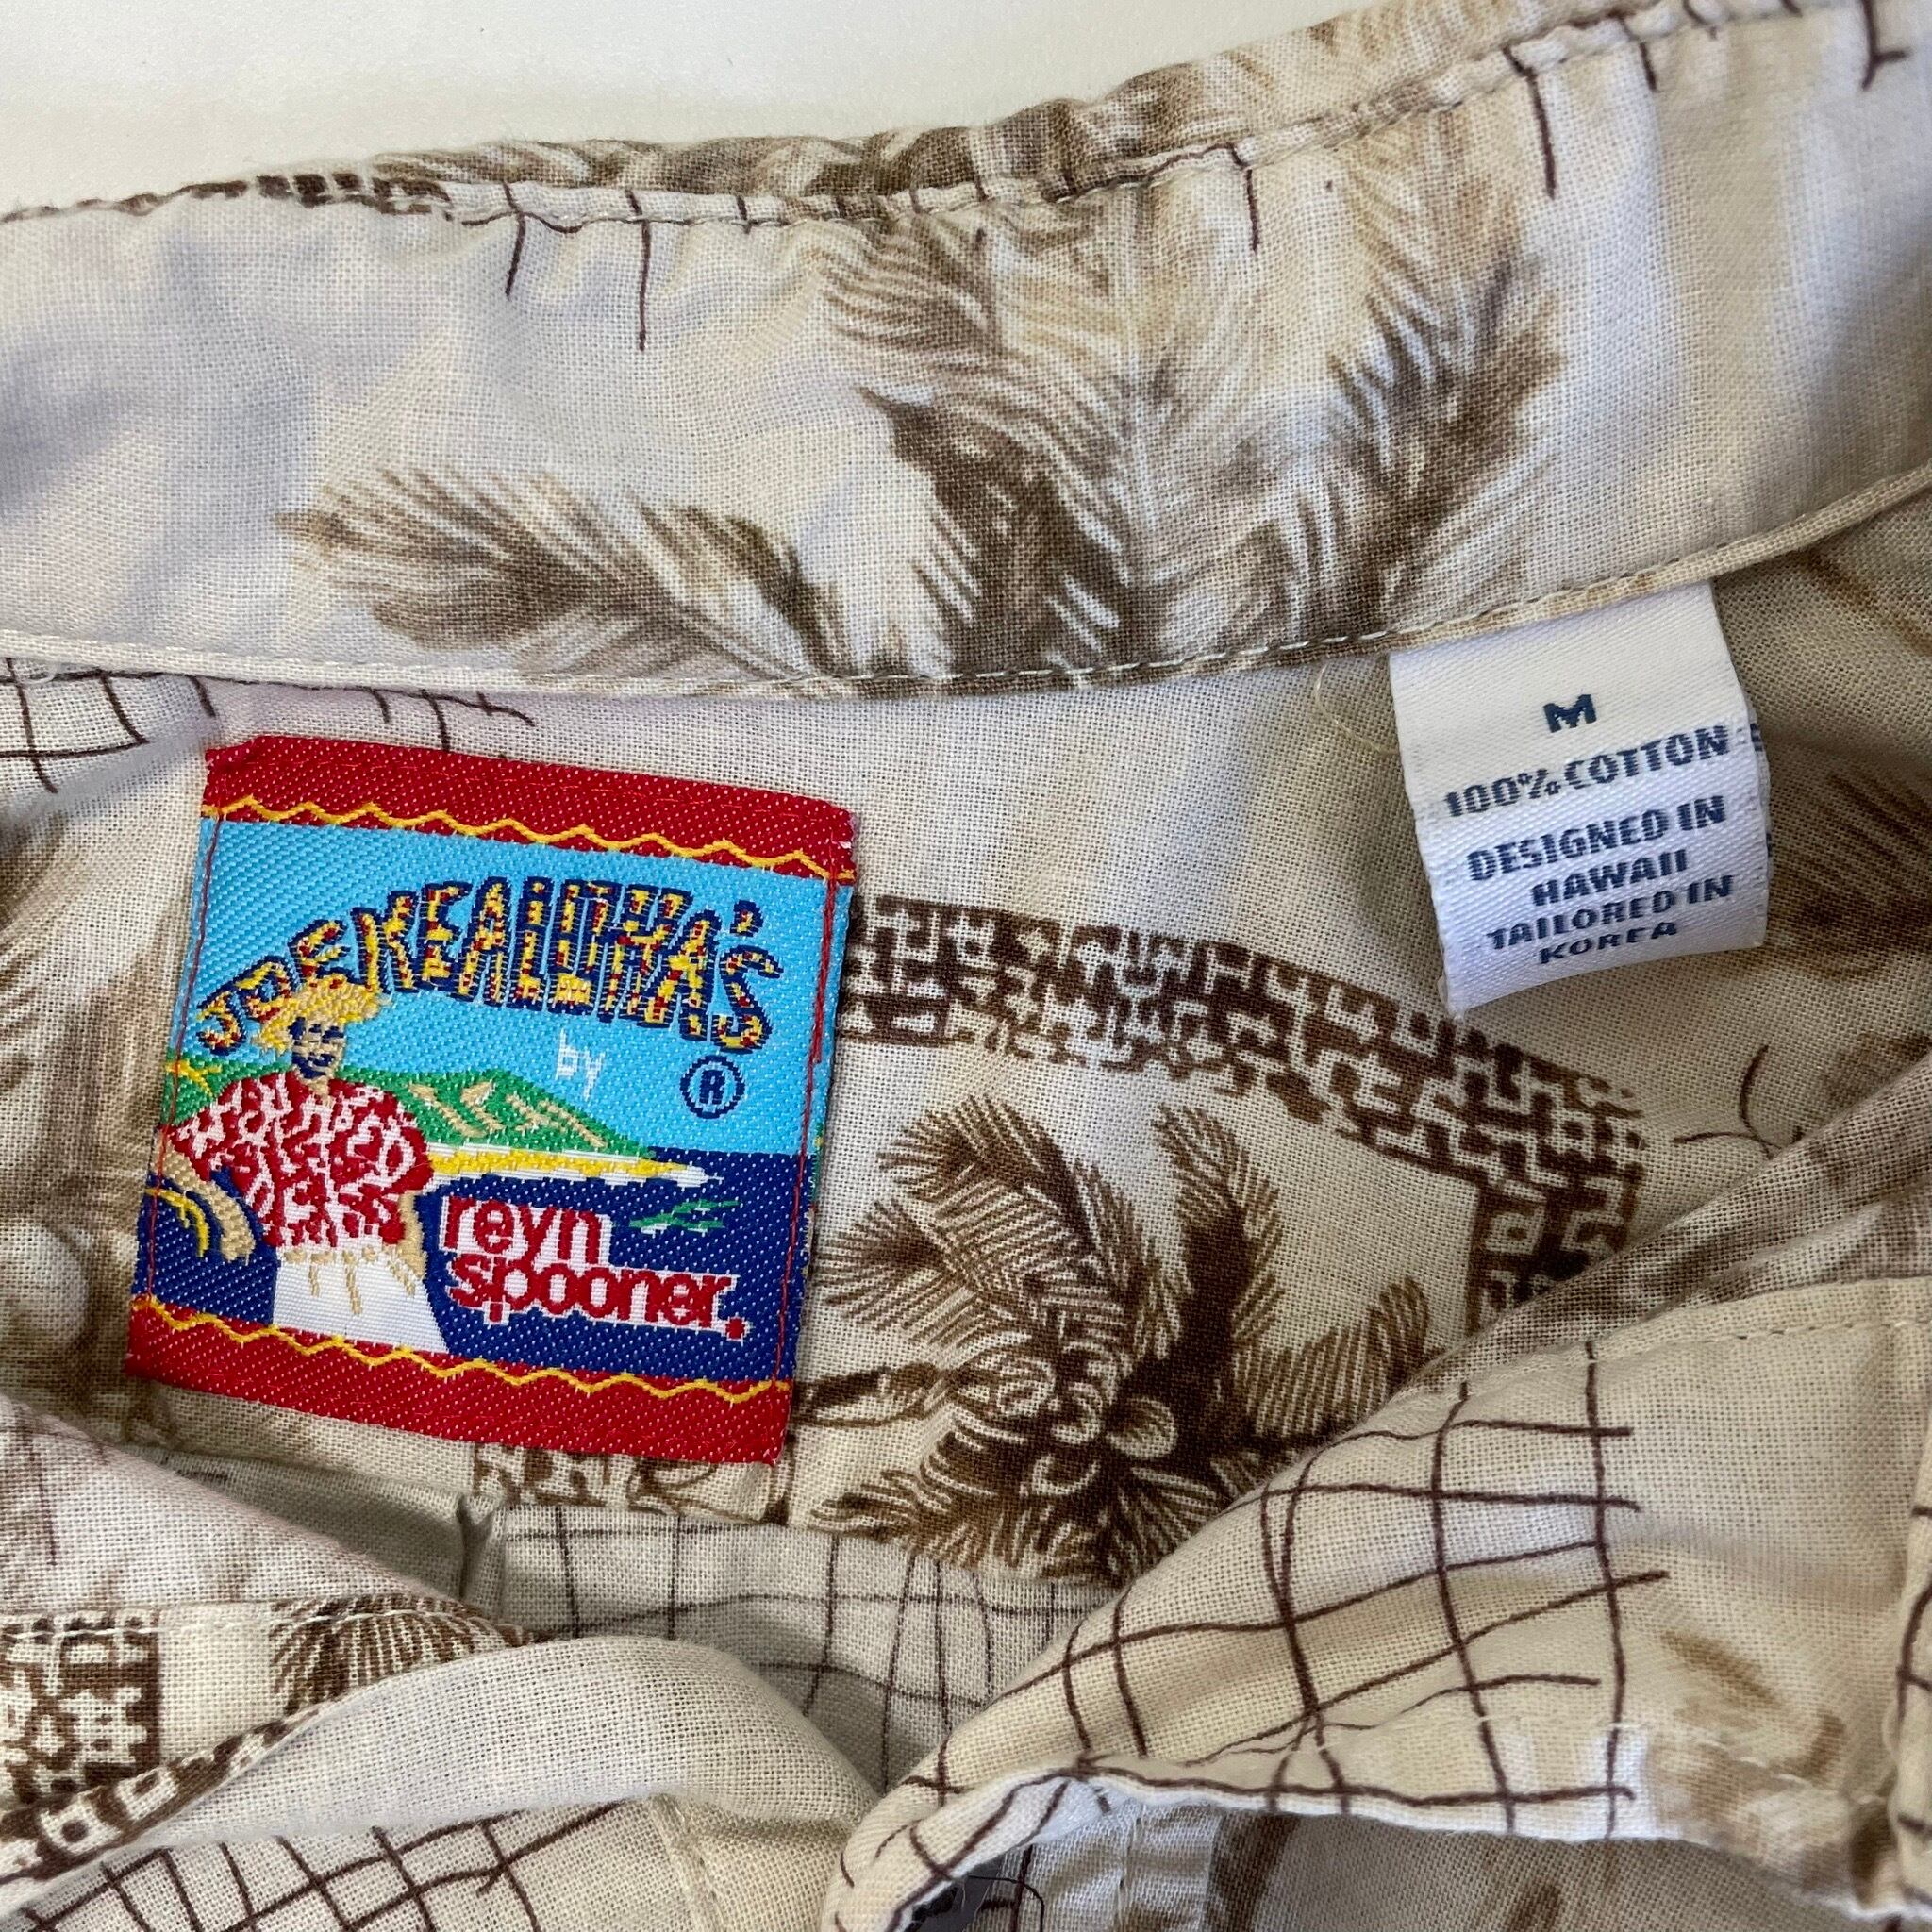 JOE KEALOHA'S
by
®
reyn
spooner.
M
100% COTTON
DESIGNED IN
HAWAII
TAILORED IN
KOREA